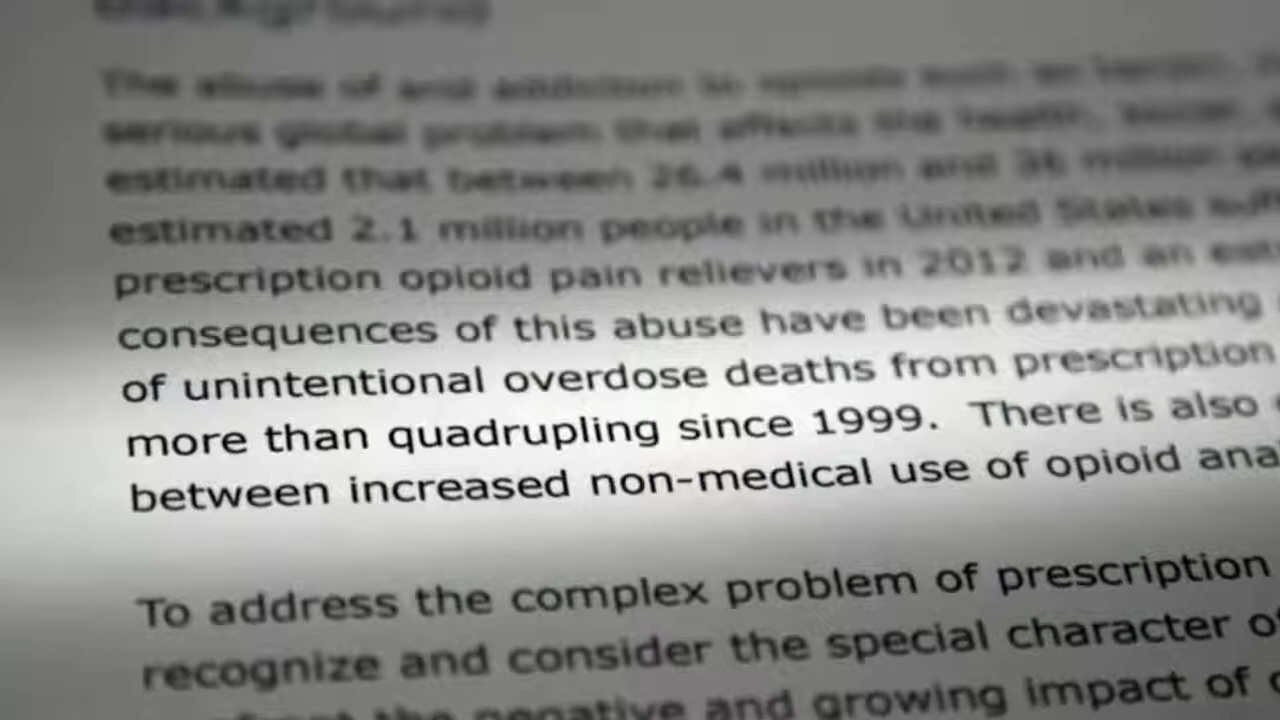 Background
The abuse of and addiction to opioids such as heroin,
serious global problem that affects the health, social,
estimated that between 26.4 million and 36 million
estimated 2.1 million people in the United States
prescription opioid pain relievers in 2012 and an
consequences of this abuse have been devastating
of unintentional overdose deaths from prescription
more than quadrupling since 1999. There is also
between increased non-medical use of opioid ana
To address the complex problem of prescription
recognize and consider the special character of
the negative and growing impact of